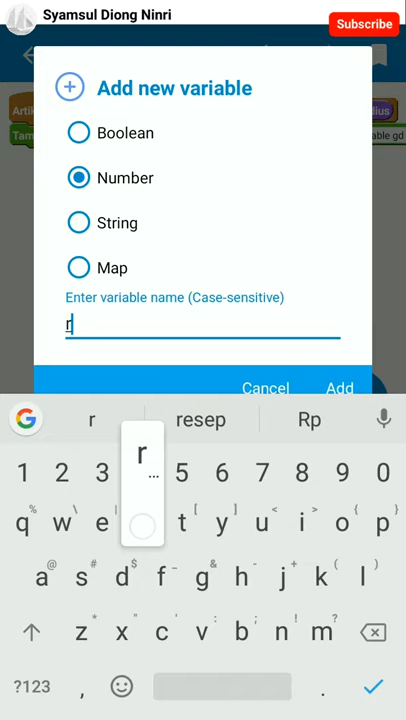 Syamsul Diong Ninri
Subscribe
Add new variable
Boolean
Number
String
Map
Enter variable name (Case-sensitive)
r
Cancel Add
r resep Rp
r
...
1 2 3 5 6 7 8 9 0
% \ [ ] < > { }
q w e t y u i o p
@ # $ _ & - + ( )
a s d f g h j k l
* " ' : ; ! ?
z x c v b n m
?123 , .